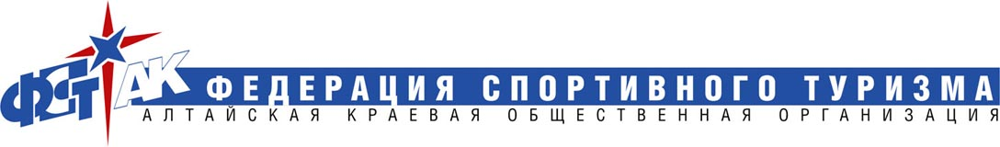 ФСТ АК ФЕДЕРАЦИЯ СПОРТИВНОГО ТУРИЗМА
АЛТАЙСКАЯ КРАЕВАЯ ОБЩЕСТВЕННАЯ ОРГАНИЗАЦИЯ